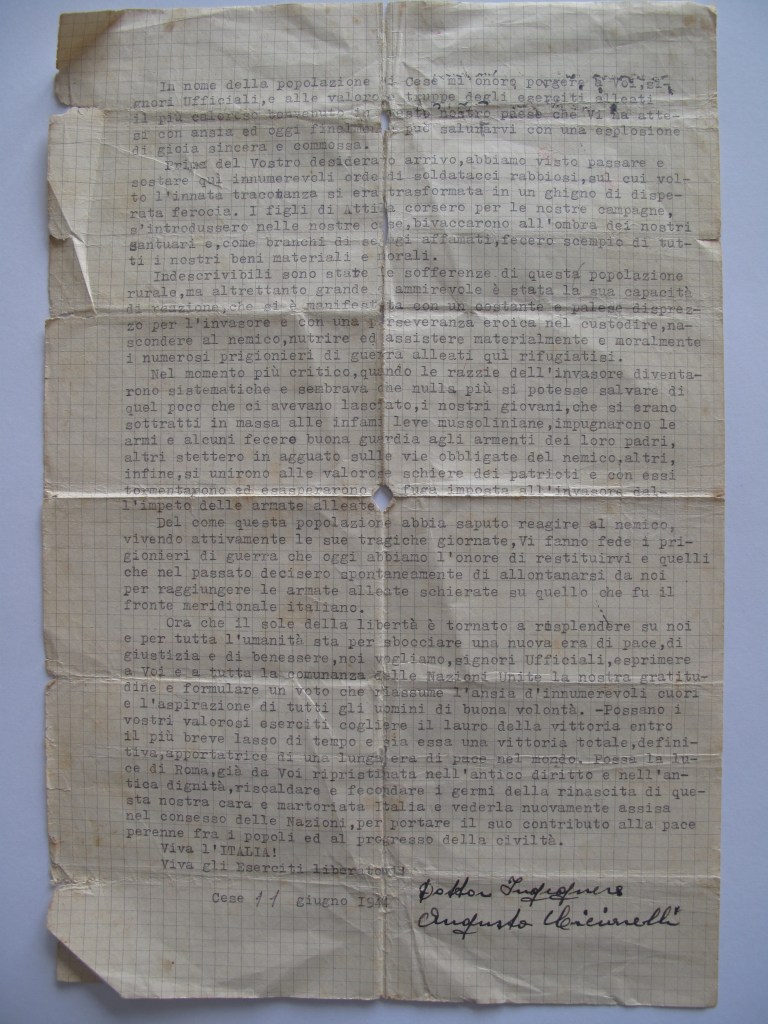 In nome della popolazione di Cese mi onoro porgere a Voi, si-
gnori Ufficiali,e alle valorose truppe degli eserciti alleati
il più caloroso benvenuto in questo nostro paese che Vi ha atte-
si con ansia ed oggi finalmente può salutarvi con una esplosione
di gioia sincera e commossa.
Prima del Vostro desiderato arrivo,abbiamo visto passare e
sostare quì innumerevoli orde di soldatacci rabbiosi,sul cui vol-
to l'innata tracotanza si era trasformata in un ghigno di dispe-
rata ferocia. I figli di Attila corsero per le nostre campagne,
s'introdussero nelle nostre case,bivaccarono all'ombra dei nostri
santuari e,come branchi di selvaggi affamati,fecero scempio di tut-
ti i nostri beni materiali e morali.
Indescrivibili sono state le sofferenze di questa popolazione
rurale,ma altrettanto grande ammirevole è stata la sua capacità
di reazione,che si è manifestata con un costante e palese disprez-
zo per l'invasore e con una perseveranza eroica nel custodire,na-
scondere al nemico,nutrire ed assistere materialmente e moralmente
i numerosi prigionieri di guerra alleati quì rifugiatisi.
Nel momento più critico,quando le razzie dell'invasore diventa-
rono sistematiche e sembrava che nulla più si potesse salvare di
quel poco che ci avevano lasciato,i nostri giovani,che si erano
sottratti in massa alle infami leve mussoliniane,impugnarono le
armi e alcuni fecero buona guardia agli armenti dei loro padri,
altri stettero in agguato sulle vie obbligate del nemico,altri,
infine,si unirono alle valorose schiere dei patrioti e con essi
tormentarono ed esasperarono fuga imposta all'invasore dal-
l'impeto delle armate alleate
Del come questa popolazione abbia saputo reagire al nemico,
vivendo attivamente le sue tragiche giornate,Vi fanno fede i pri-
gionieri di guerra che oggi abbiamo l'onore di restituirvi e quelli
che nel passato decisero spontaneamente di allontanarsi da noi
per raggiungere le armate alleate schierate su quello che fu il
fronte meridionale italiano.
Ora che il sole della libertà è tornato a rosplendere su noi
e per tutta l'umanità sta per sbocciare una nuova era di pace,di
giustizia e di benessere,noi vogliamo,signori Ufficiali,esprimere
a Voi e a tutta la comunanza delle Nazioni Unite la nostra gratitu-
dine e formulare un voto che riassume l'ansia d'innumerevoli cuori
e l'aspirazione di tutti gli uomini di buona volontà. -Possano i
vostri valorosi eserciti cogliere il lauro della vittoria entro
il più breve lasso di tempo e sia essa una vittoria totale,defini-
tiva,apportatrice di una lunga era di pace nel mondo. Possa la lu-
ce di Roma,già da Voi ripristinata nell'antico diritto e nell'an-
tica dignità,riscaldare e fecondare i germi della rinascita di que-
sta nostra cara e martoriata Italia e vederla nuovamente assisa
nel consesso delle Nazioni,per portare il suo contributo alla pace
perenne fra i popoli ed al progresso della civiltà.
Viva l'ITALIA!
Viva gli Eserciti liberatori!
Cese 11 giugno 1944
Dottor Ingegnere
Augusto Cicianelli